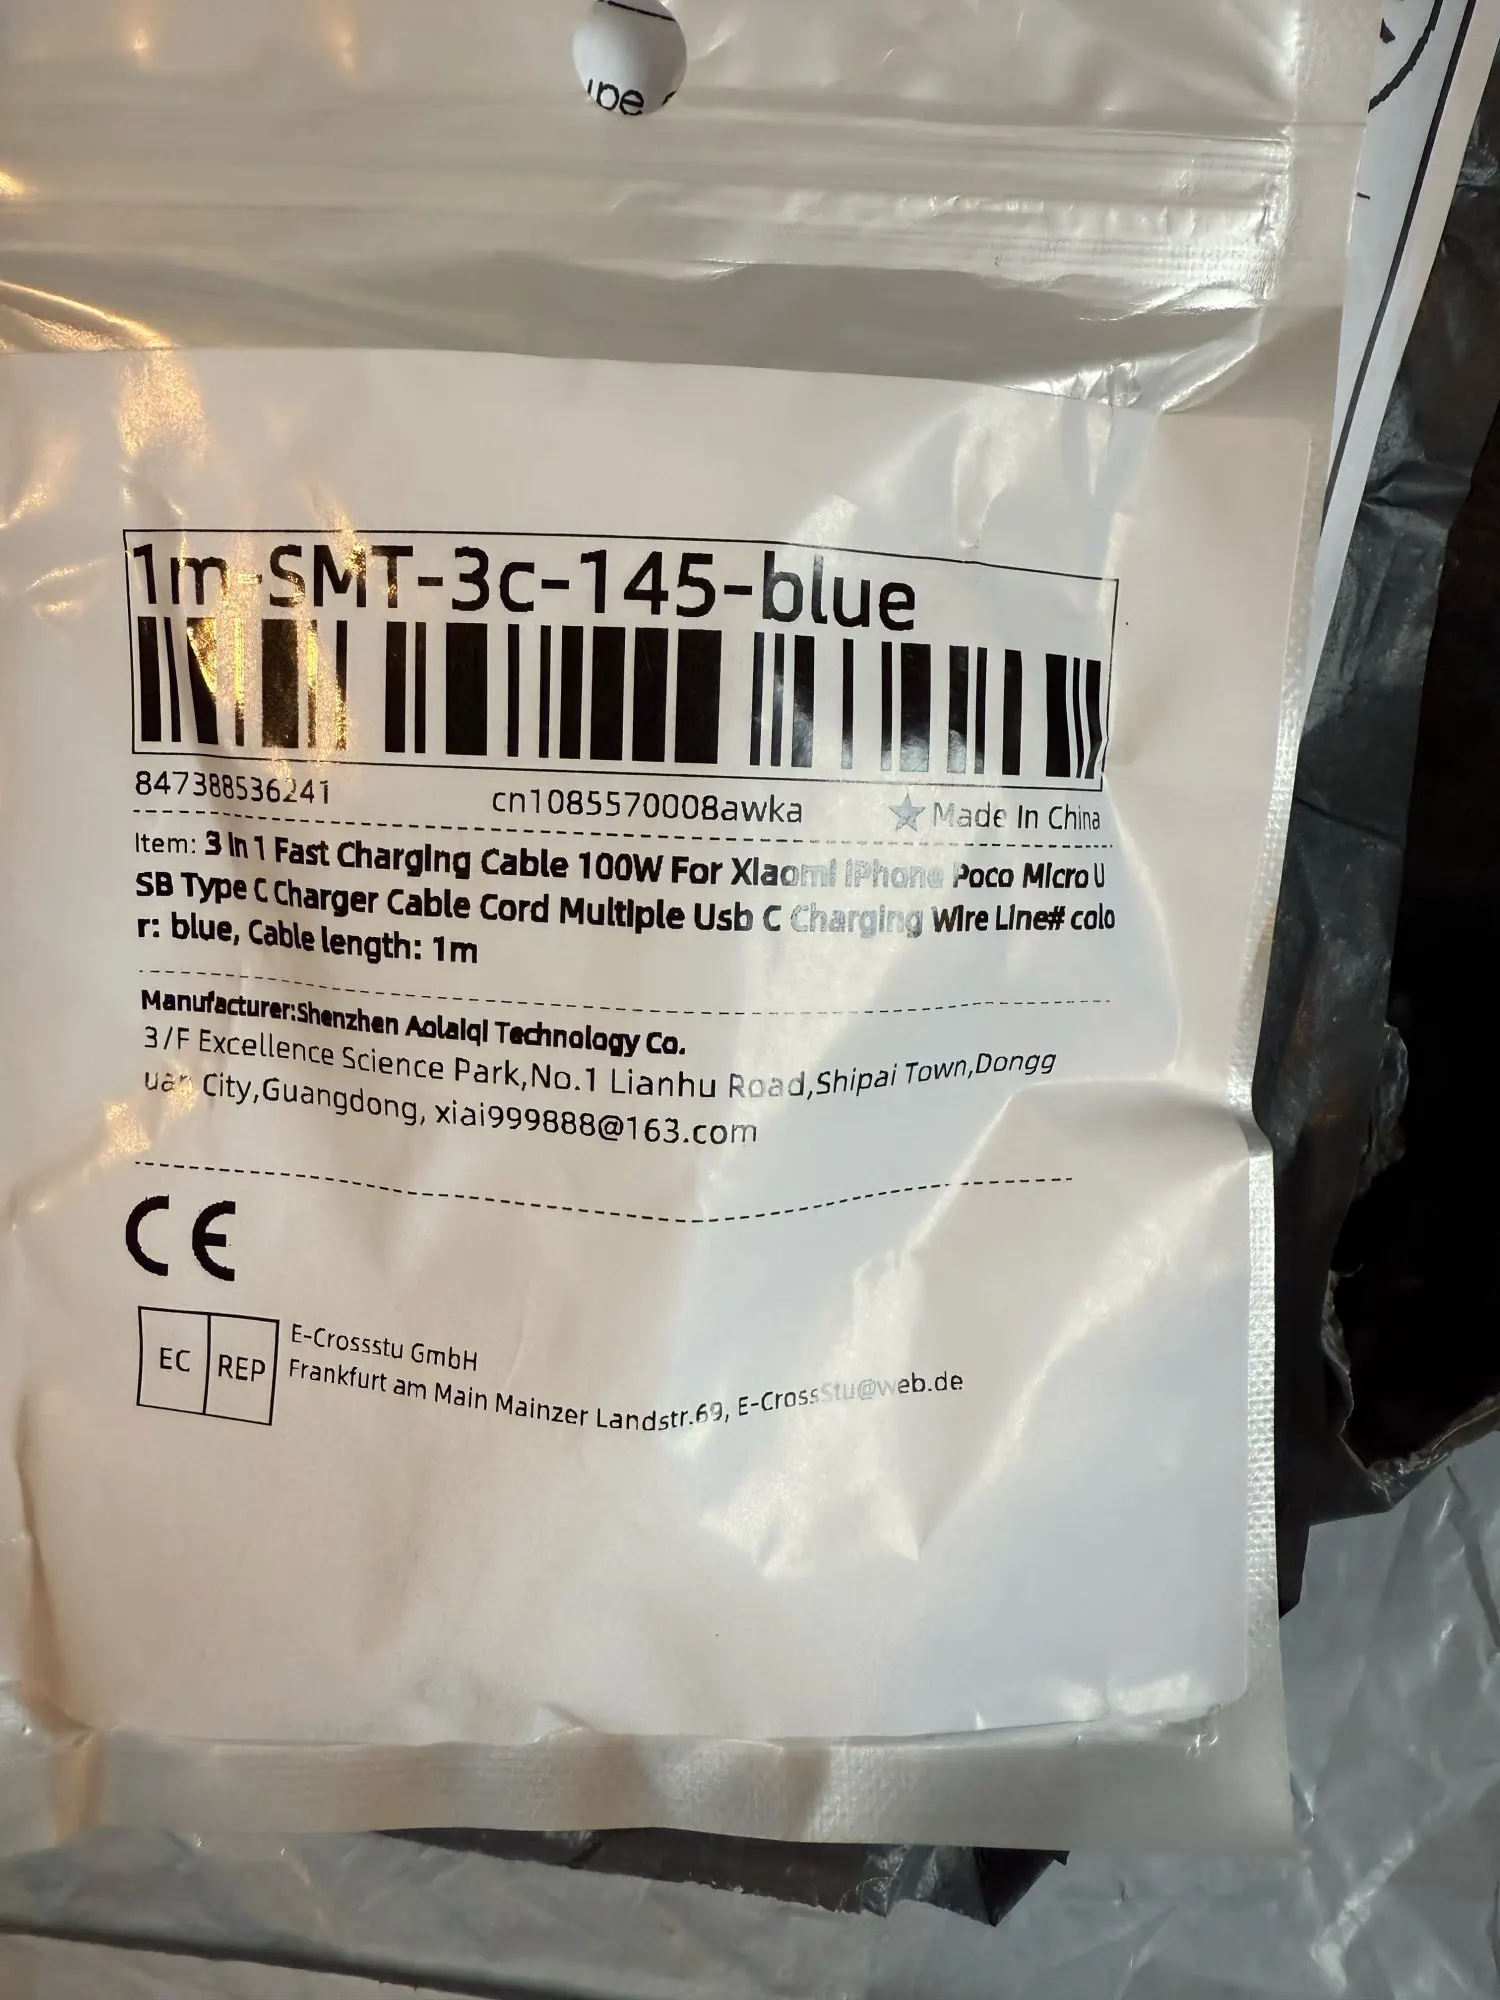 1m-SMT-3c-145-blue
847388536241 cn1085570008awka Made In China
Item: 3 In 1 Fast Charging Cable 100W For Xiaomi iPhone Poco Micro U
SB Type C Charger Cable Cord Multiple Usb C Charging Wire Line# colo
r: blue, Cable length: 1m
Manufacturer:Shenzhen Aolaiqi Technology Co.
3/F Excellence Science Park,No.1 Lianhu Road,Shipai Town,Dongg
uan City,Guangdong, xiai999888@163.com
CE
EC REP
E-Crossstu GmbH
Frankfurt am Main Mainzer Landstr.69, E-CrossStu@web.de